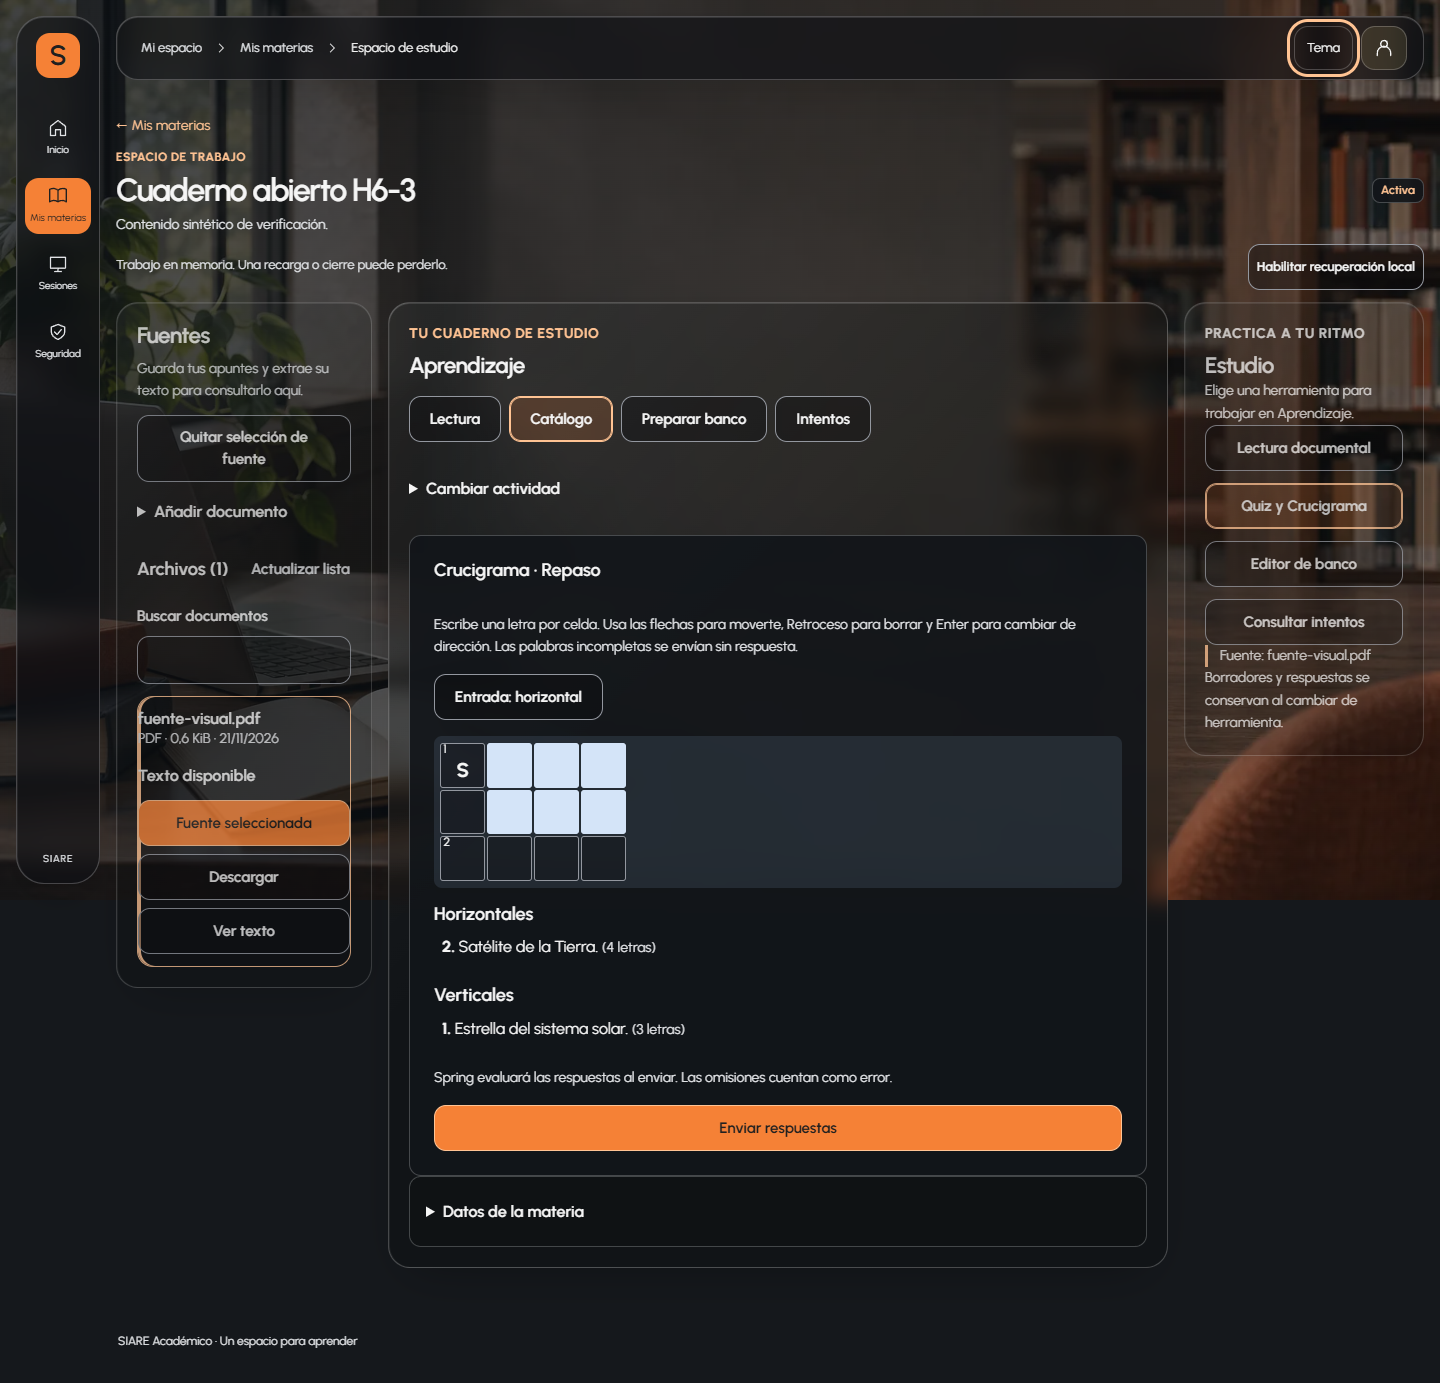 S
Inicio
Mis materias
Sesiones
Seguridad
SIARE
Mi espacio > Mis materias > Espacio de estudio
Tema
← Mis materias
ESPACIO DE TRABAJO
Cuaderno abierto H6-3
Activa
Contenido sintético de verificación.
Trabajo en memoria. Una recarga o cierre puede perderlo.
Habilitar recuperación local
Fuentes
Guarda tus apuntes y extrae su
texto para consultarlo aquí.
Quitar selección de
fuente
Añadir documento
Archivos (1)
Actualizar lista
Buscar documentos
fuente-visual.pdf
PDF · 0,6 KiB · 21/11/2026
Texto disponible
Fuente seleccionada
Descargar
Ver texto
TU CUADERNO DE ESTUDIO
Aprendizaje
Lectura
Catálogo
Preparar banco
Intentos
Cambiar actividad
Crucigrama · Repaso
Escribe una letra por celda. Usa las flechas para moverte, Retroceso para borrar y Enter para cambiar de
dirección. Las palabras incompletas se envían sin respuesta.
Entrada: horizontal
1
S
2
Horizontales
2. Satélite de la Tierra. (4 letras)
Verticales
1. Estrella del sistema solar. (3 letras)
Spring evaluará las respuestas al enviar. Las omisiones cuentan como error.
Enviar respuestas
Datos de la materia
PRACTICA A TU RITMO
Estudio
Elige una herramienta para
trabajar en Aprendizaje.
Lectura documental
Quiz y Crucigrama
Editor de banco
Consultar intentos
Fuente: fuente-visual.pdf
Borradores y respuestas se
conservan al cambiar de
herramienta.
SIARE Académico · Un espacio para aprender